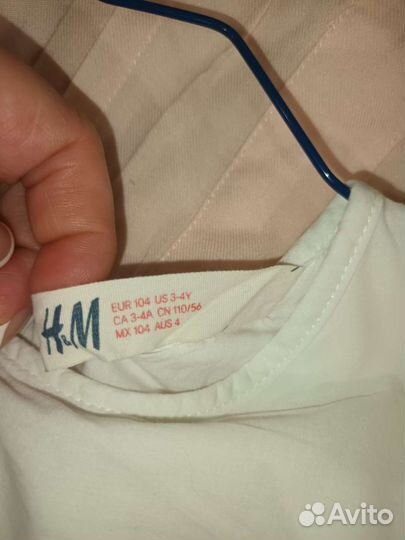 H&M
EUR 104 US 3-4Y
CA 3-4A CN 110/56
MX 104 AUS 4
Avito